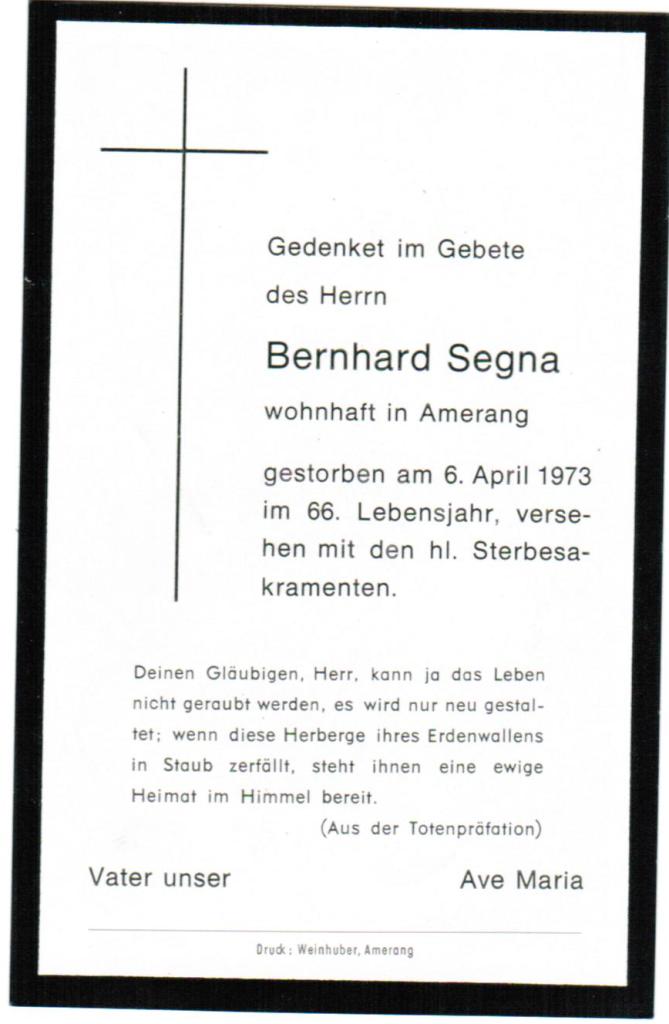 Gedenket im Gebete
des Herrn
Bernhard Segna
wohnhaft in Amerang
gestorben am 6. April 1973
im 66. Lebensjahr, verse-
hen mit den hl. Sterbesa-
kramenten.
Deinen Gläubigen, Herr, kann ja das Leben
nicht geraubt werden, es wird nur neu gestal-
tet; wenn diese Herberge ihres Erdenwallens
in Staub zerfällt, steht ihnen eine ewige
Heimat im Himmel bereit.
(Aus der Totenpräfation)
Vater unser Ave Maria
Druck: Weinhuber, Amerang